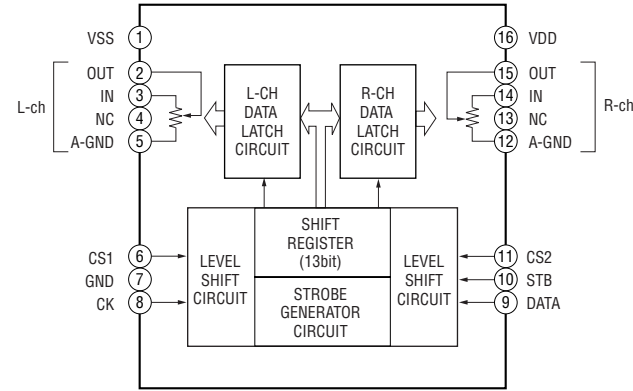 VSS 1
16 VDD
L-ch
OUT 2
IN 3
NC 4
A-GND 5
L-CH
DATA
LATCH
CIRCUIT
R-CH
DATA
LATCH
CIRCUIT
15 OUT
14 IN
13 NC
12 A-GND
R-ch
CS1 6
GND 7
CK 8
LEVEL
SHIFT
CIRCUIT
SHIFT
REGISTER
(13bit)
STROBE
GENERATOR
CIRCUIT
LEVEL
SHIFT
CIRCUIT
11 CS2
10 STB
9 DATA